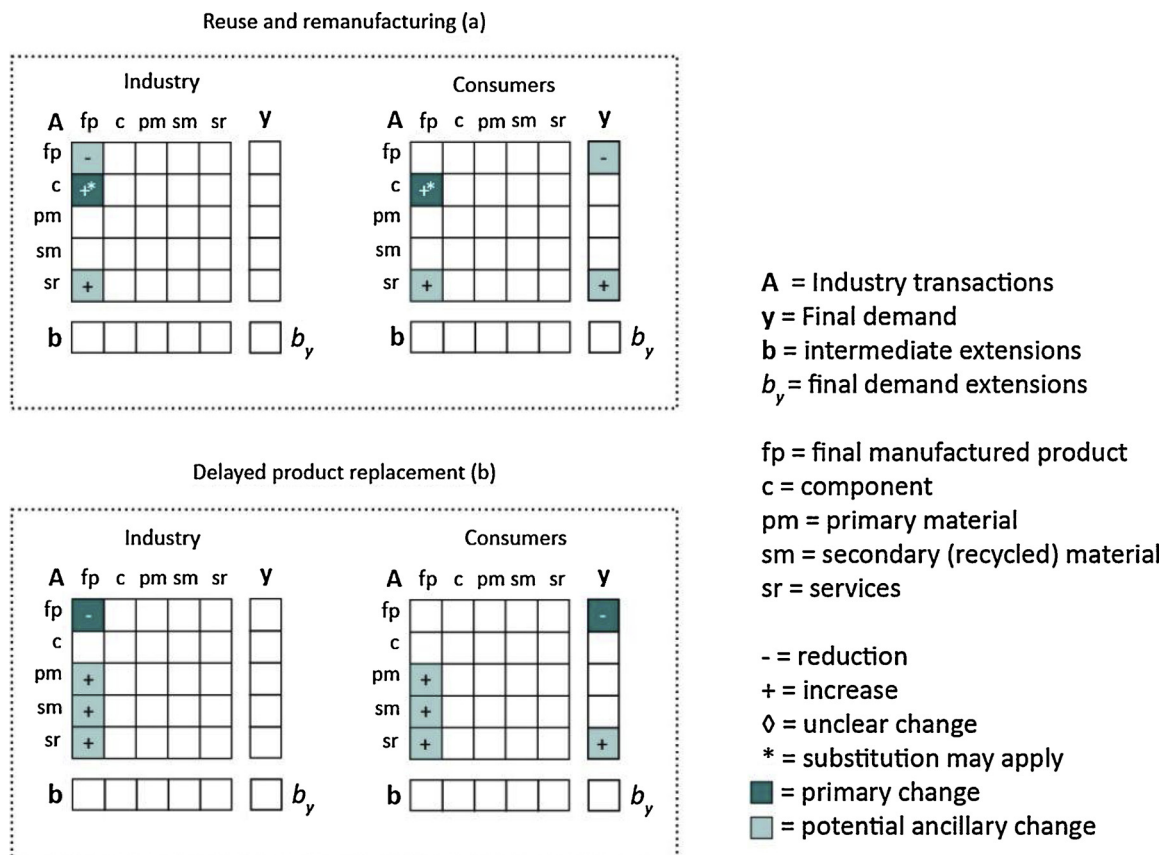 Reuse and remanufacturing (a)
Industry Consumers
A fp c pm sm sr y A fp c pm sm sr y
fp - fp -
c +* c +*
pm pm
sm sm
sr + sr + +
b b_y b b_y
Delayed product replacement (b)
Industry Consumers
A fp c pm sm sr y A fp c pm sm sr y
fp - fp -
c c
pm + pm +
sm + sm +
sr + sr + +
b b_y b b_y
A = Industry transactions
y = Final demand
b = intermediate extensions
b_y = final demand extensions
fp = final manufactured product
c = component
pm = primary material
sm = secondary (recycled) material
sr = services
- = reduction
+ = increase
◊ = unclear change
* = substitution may apply
= primary change
= potential ancillary change